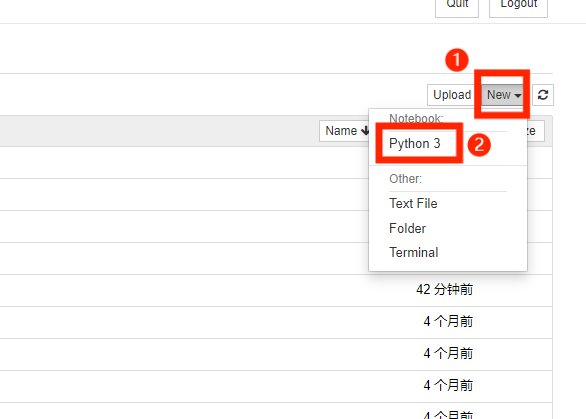 Quit Logout
1
Upload New
Notebook:
Name
ze
Python 3
2
Other:
Text File
Folder
Terminal
42 分钟前
4 个月前
4 个月前
4 个月前
4 个月前